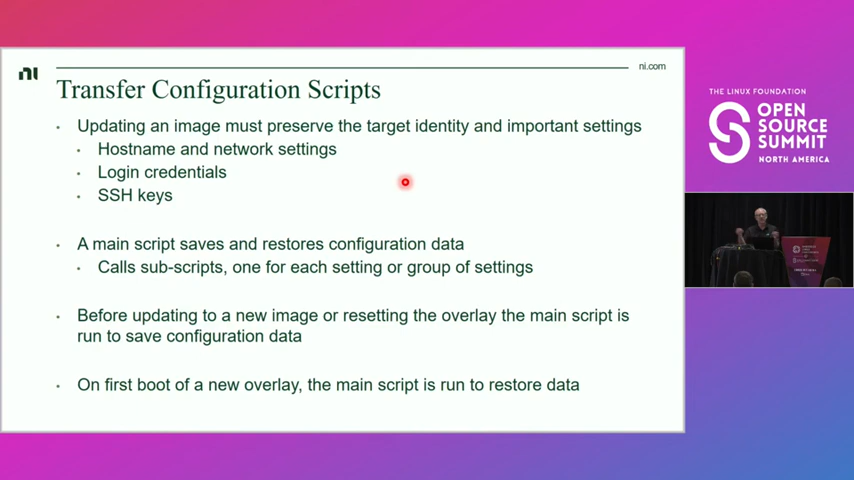 ni
ni.com
Transfer Configuration Scripts
Updating an image must preserve the target identity and important settings
Hostname and network settings
Login credentials
SSH keys
A main script saves and restores configuration data
Calls sub-scripts, one for each setting or group of settings
Before updating to a new image or resetting the overlay the main script is
run to save configuration data
On first boot of a new overlay, the main script is run to restore data
THE LINUX FOUNDATION
OPEN
SOURCE
SUMMIT
NORTH AMERICA